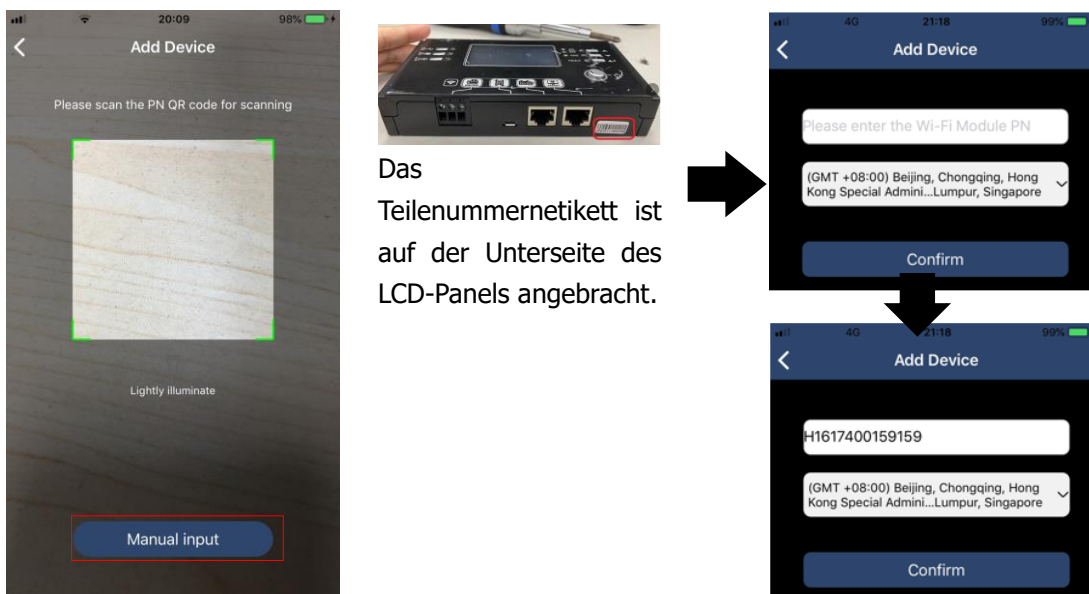 20:09
98%
Add Device
Please scan the PN QR code for scanning
Lightly illuminate
Manual input
Das
Teilenummernetikett ist
auf der Unterseite des
LCD-Panels angebracht.
4G
21:18
99%
Add Device
Please enter the Wi-Fi Module PN
(GMT +08:00) Beijing, Chongqing, Hong
Kong Special Admini...Lumpur, Singapore
Confirm
4G
21:18
99%
Add Device
H1617400159159
(GMT +08:00) Beijing, Chongqing, Hong
Kong Special Admini...Lumpur, Singapore
Confirm